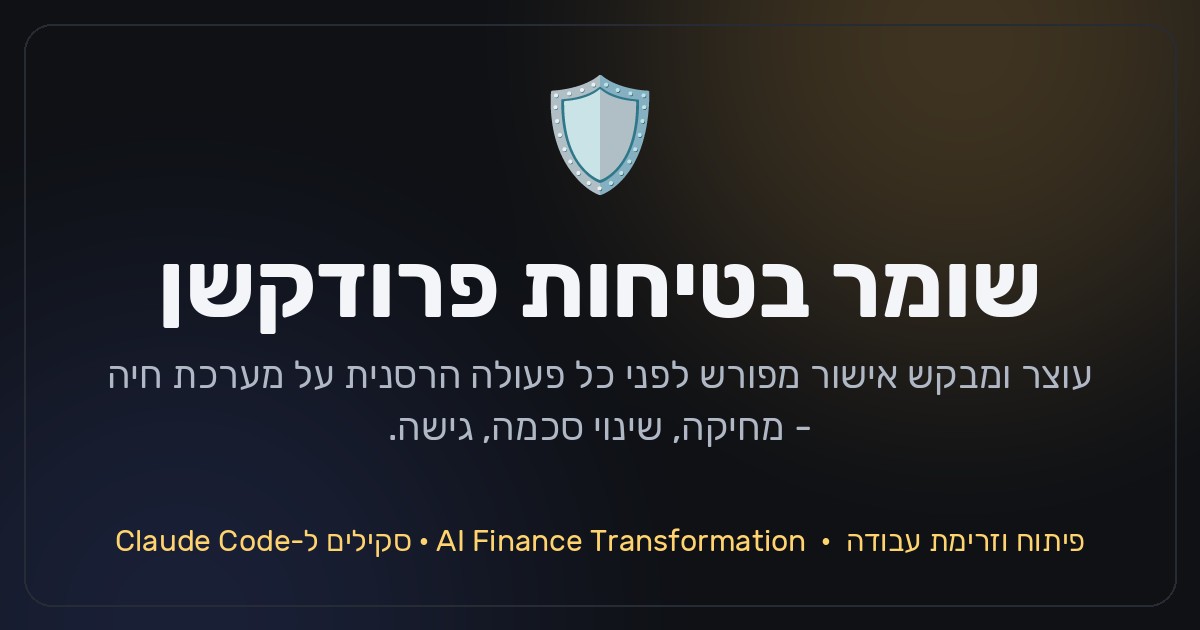 שומר בטיחות פרודקשן
עוצר ומבקש אישור מפורש לפני כל פעולה הרסנית על מערכת חיה
- מחיקה, שינוי סכמה, גישה.
פיתוח וזרימת עבודה • AI Finance Transformation • סקילים ל-Claude Code